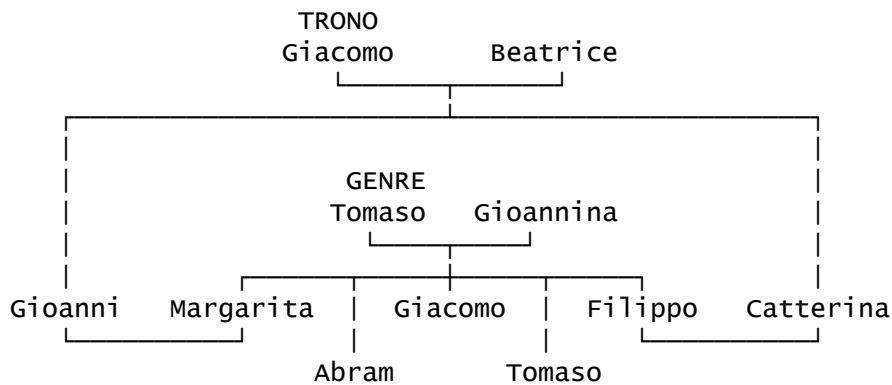 TRONO
Giacomo Beatrice
GENRE
Tomaso Gioannina
Gioanni Margarita Giacomo Filippo Catterina
Abram Tomaso